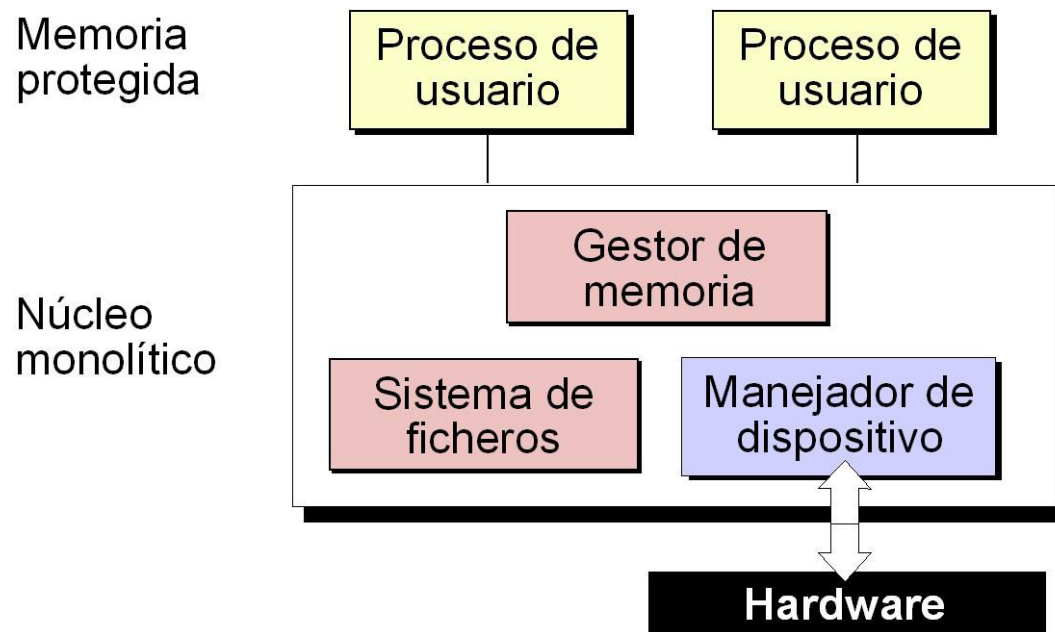 Memoria
protegida
Proceso de
usuario
Proceso de
usuario
Núcleo
monolítico
Gestor de
memoria
Sistema de
ficheros
Manejador de
dispositivo
Hardware